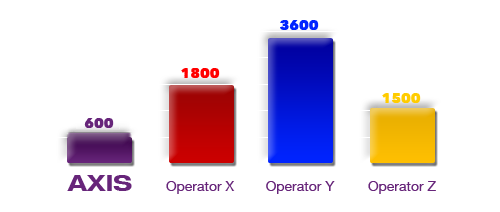 3600
1800
1500
600
AXIS
Operator X
Operator Y
Operator Z